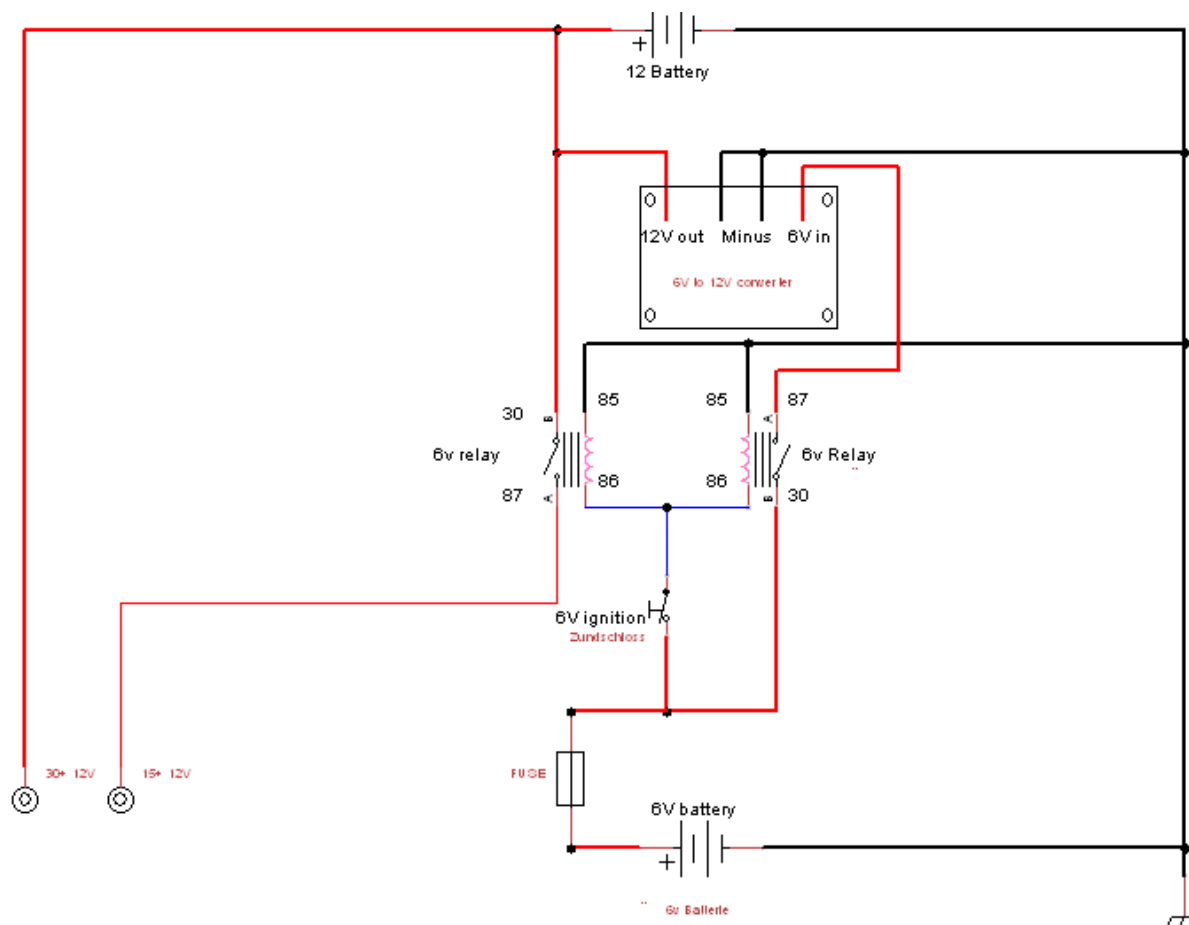 +
12 Battery
12V out Minus 6V in
6V to 12V converter
30 B 85 85 A 87
6v relay 6v Relay
87 A 86 86 B 30
6V ignition
Zundschloss
30+ 12V 15+ 12V FUSE
6V battery
+
6v Batterie